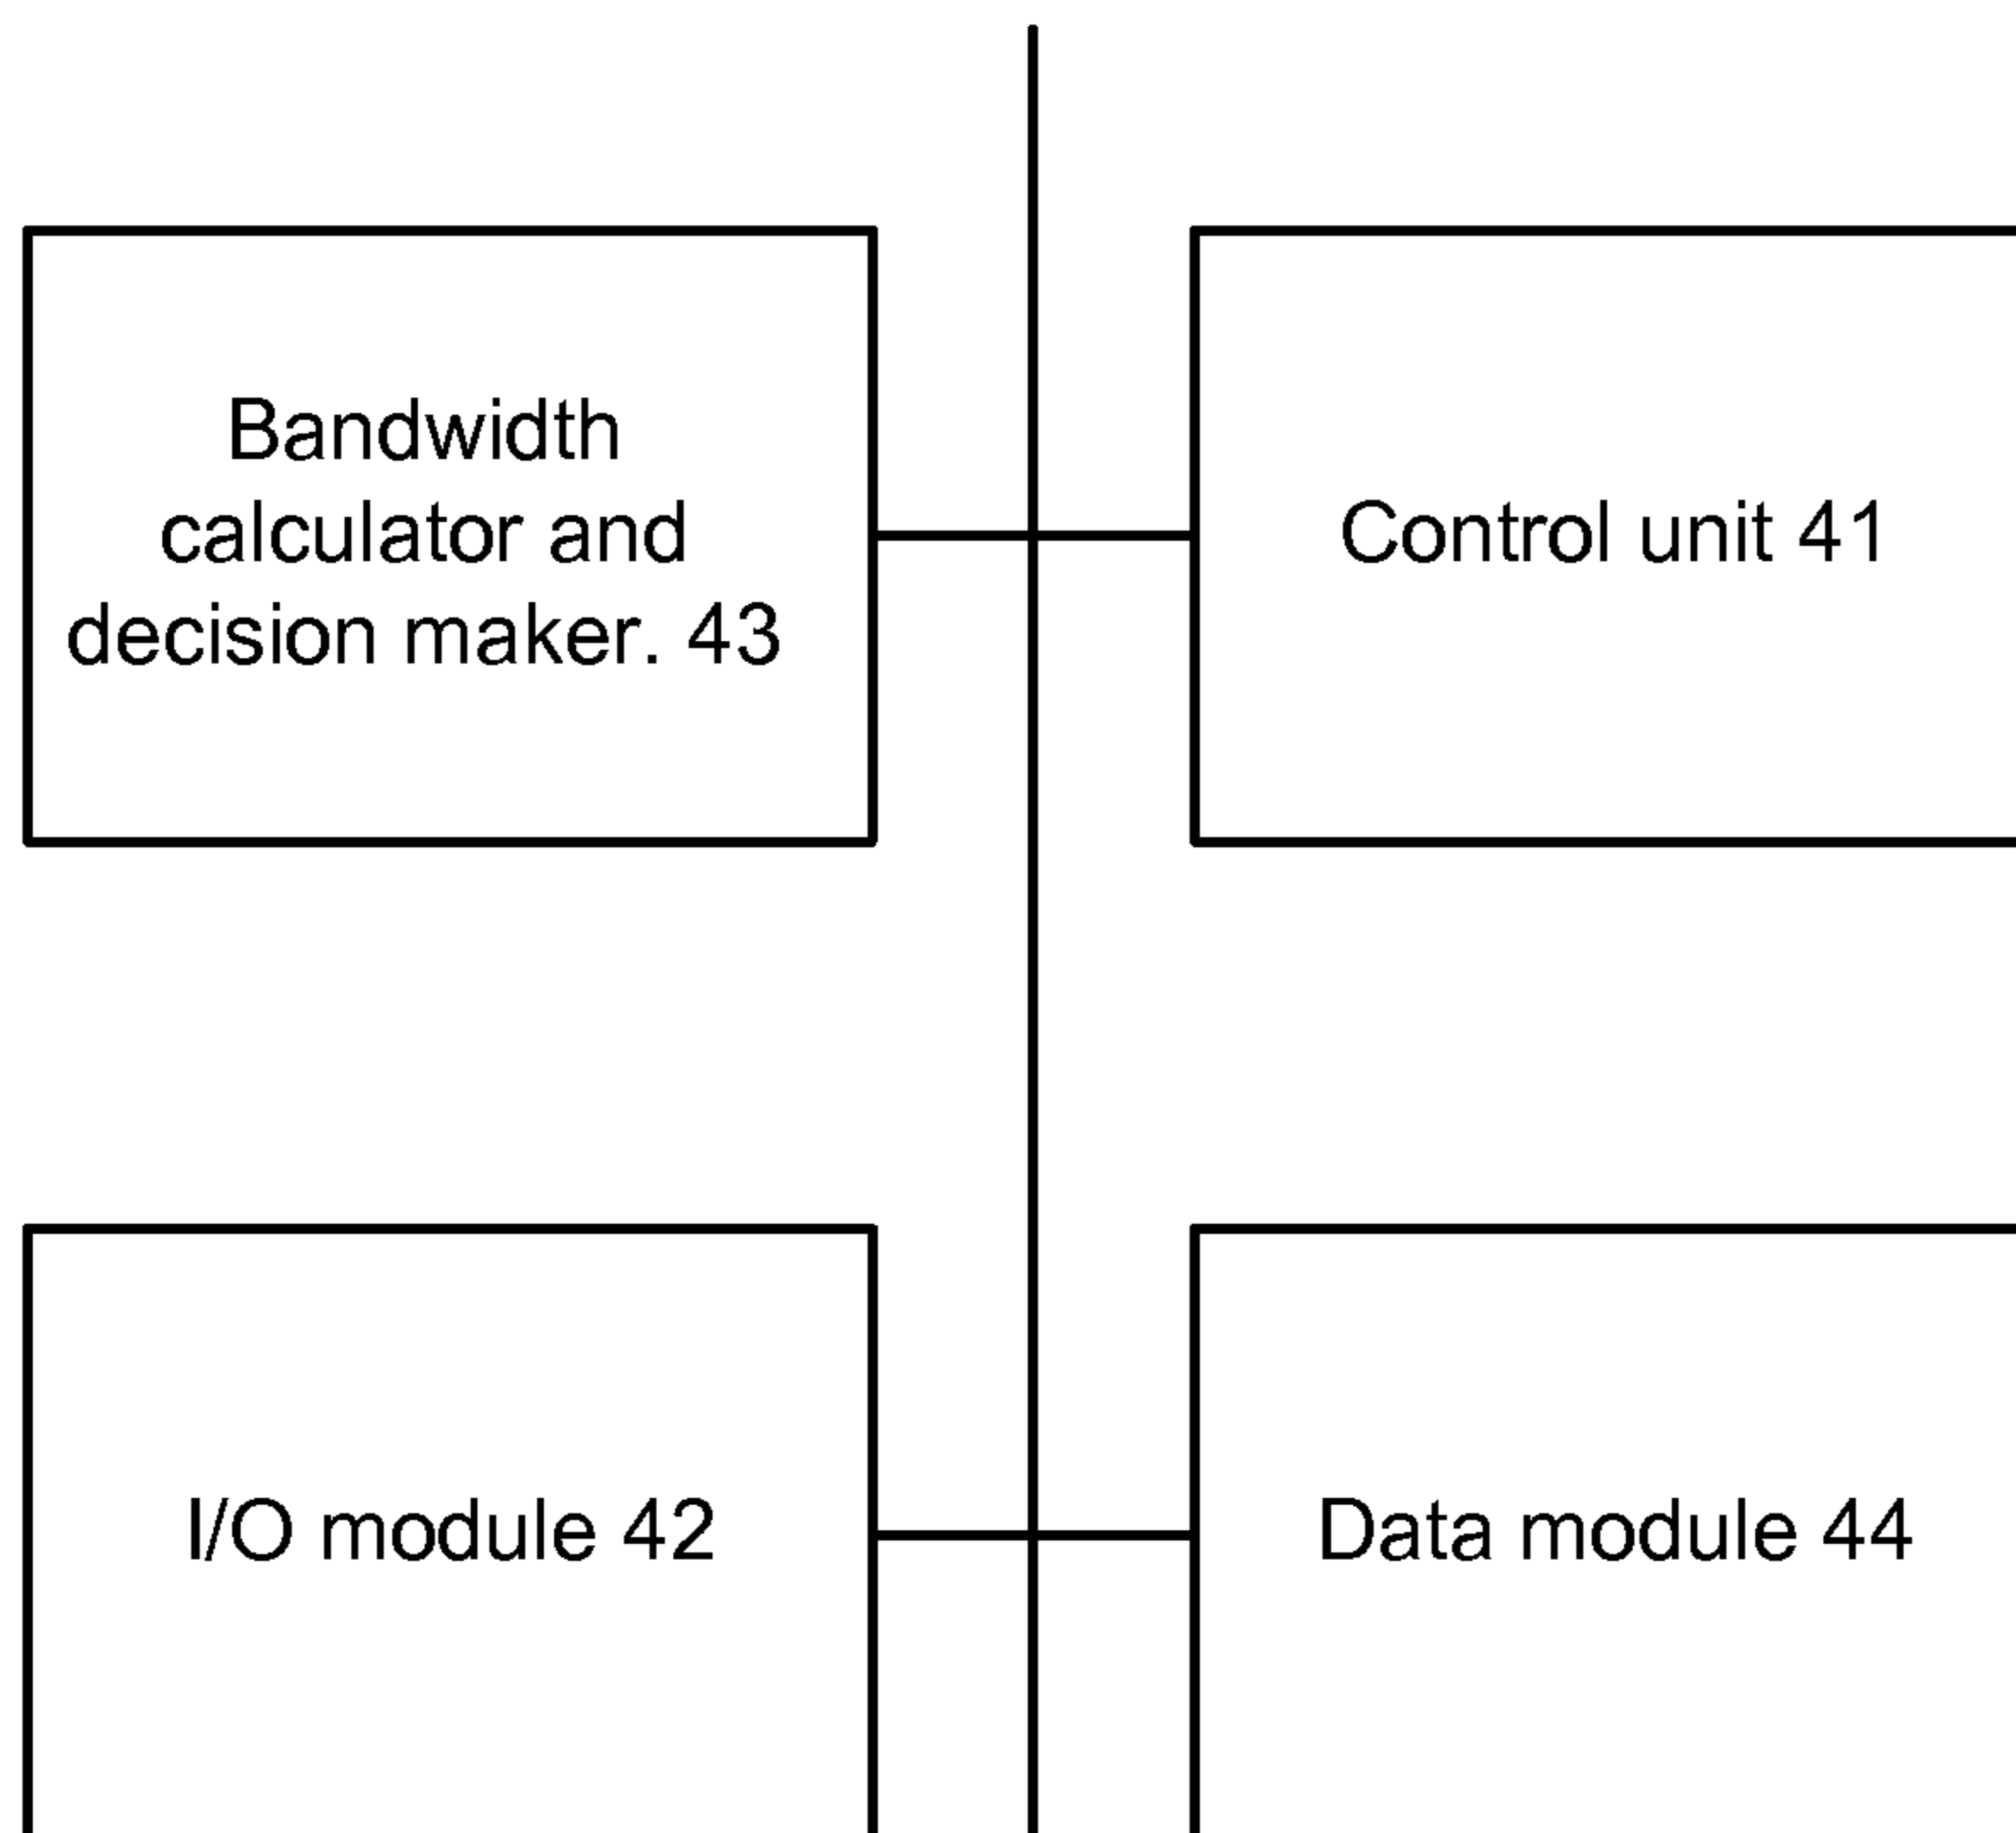 Bandwidth
calculator and
decision maker. 43
Control unit 41
I/O module 42
Data module 44